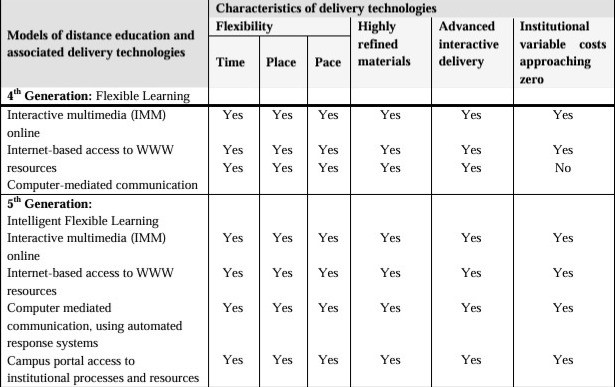 Characteristics of delivery technologies
Models of distance education and associated delivery technologies
Flexibility
Highly refined materials
Advanced interactive delivery
Institutional variable costs approaching zero
Time Place Pace
4th Generation: Flexible Learning
Interactive multimedia (IMM) Yes Yes Yes Yes Yes Yes
online
Internet-based access to WWW Yes Yes Yes Yes Yes Yes
resources Yes Yes Yes Yes Yes No
Computer-mediated communication
5th Generation:
Intelligent Flexible Learning
Interactive multimedia (IMM) Yes Yes Yes Yes Yes Yes
online
Internet-based access to WWW Yes Yes Yes Yes Yes Yes
resources
Computer mediated Yes Yes Yes Yes Yes Yes
communication, using automated
response systems
Campus portal access to Yes Yes Yes Yes Yes Yes
institutional processes and resources